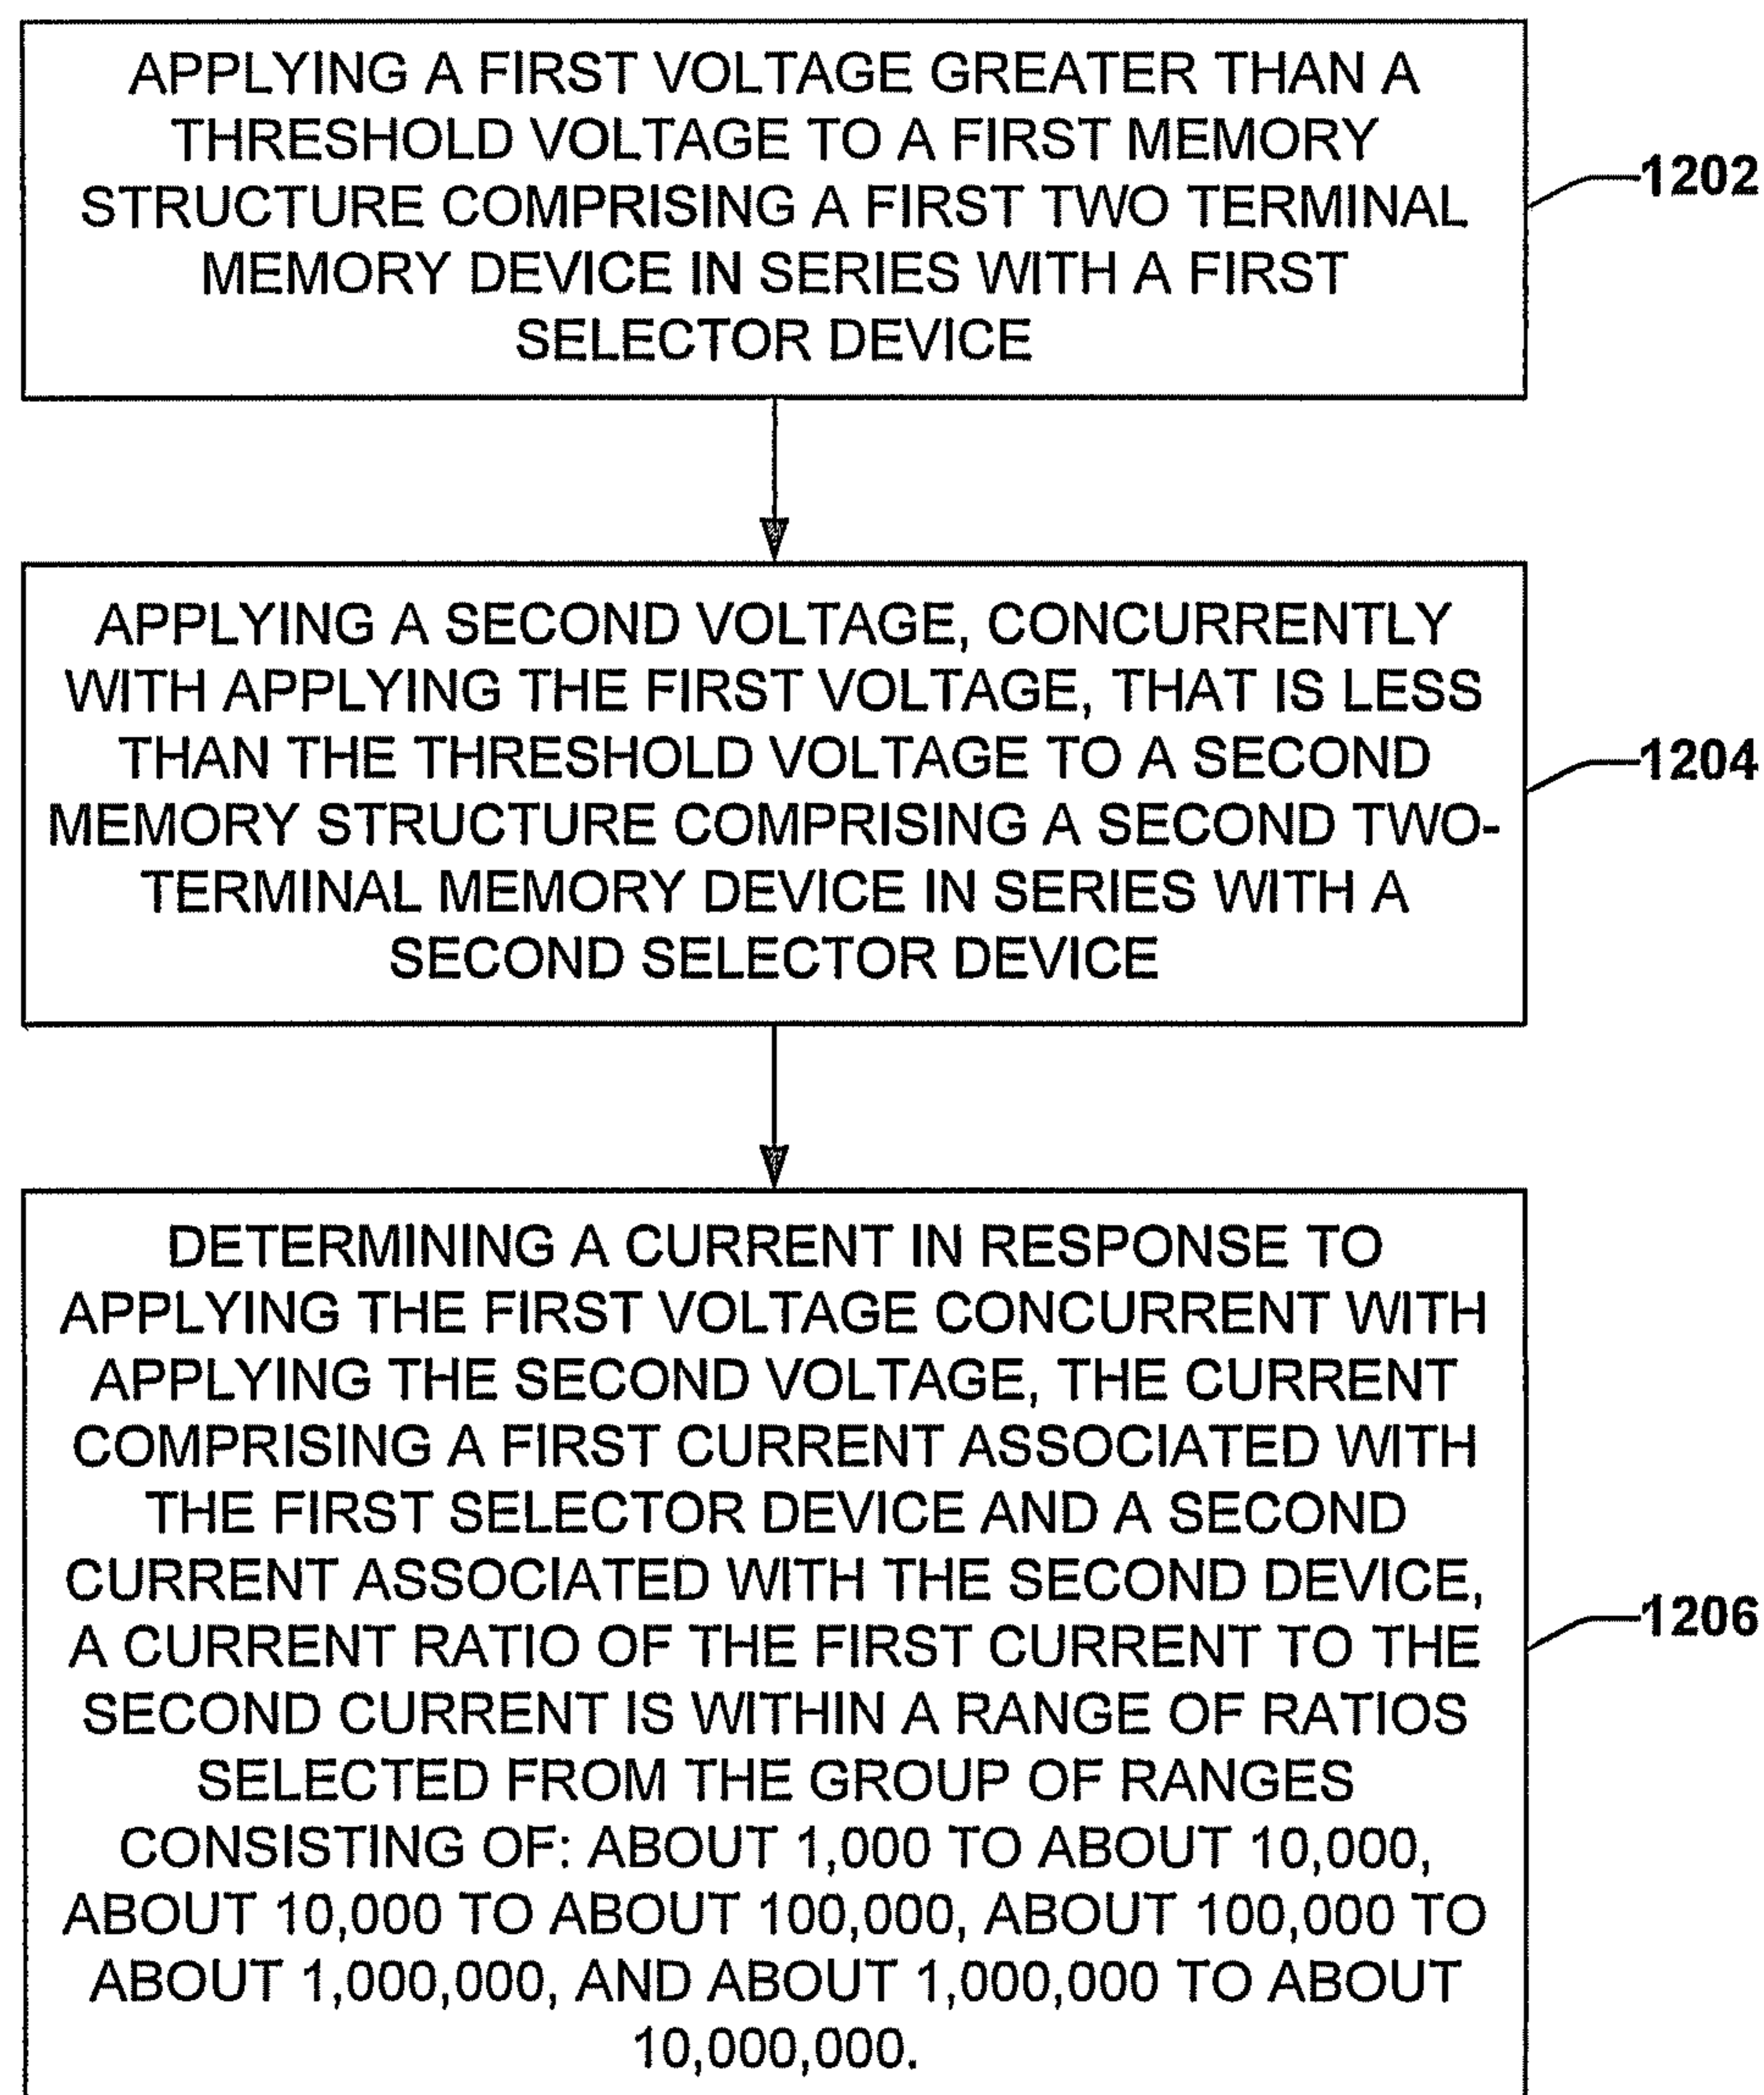 APPLYING A FIRST VOLTAGE GREATER THAN A
THRESHOLD VOLTAGE TO A FIRST MEMORY
STRUCTURE COMPRISING A FIRST TWO TERMINAL
MEMORY DEVICE IN SERIES WITH A FIRST
SELECTOR DEVICE
1202
APPLYING A SECOND VOLTAGE, CONCURRENTLY
WITH APPLYING THE FIRST VOLTAGE, THAT IS LESS
THAN THE THRESHOLD VOLTAGE TO A SECOND
MEMORY STRUCTURE COMPRISING A SECOND TWO-
TERMINAL MEMORY DEVICE IN SERIES WITH A
SECOND SELECTOR DEVICE
1204
DETERMINING A CURRENT IN RESPONSE TO
APPLYING THE FIRST VOLTAGE CONCURRENT WITH
APPLYING THE SECOND VOLTAGE, THE CURRENT
COMPRISING A FIRST CURRENT ASSOCIATED WITH
THE FIRST SELECTOR DEVICE AND A SECOND
CURRENT ASSOCIATED WITH THE SECOND DEVICE,
A CURRENT RATIO OF THE FIRST CURRENT TO THE
SECOND CURRENT IS WITHIN A RANGE OF RATIOS
SELECTED FROM THE GROUP OF RANGES
CONSISTING OF: ABOUT 1,000 TO ABOUT 10,000,
ABOUT 10,000 TO ABOUT 100,000, ABOUT 100,000 TO
ABOUT 1,000,000, AND ABOUT 1,000,000 TO ABOUT
10,000,000.
1206